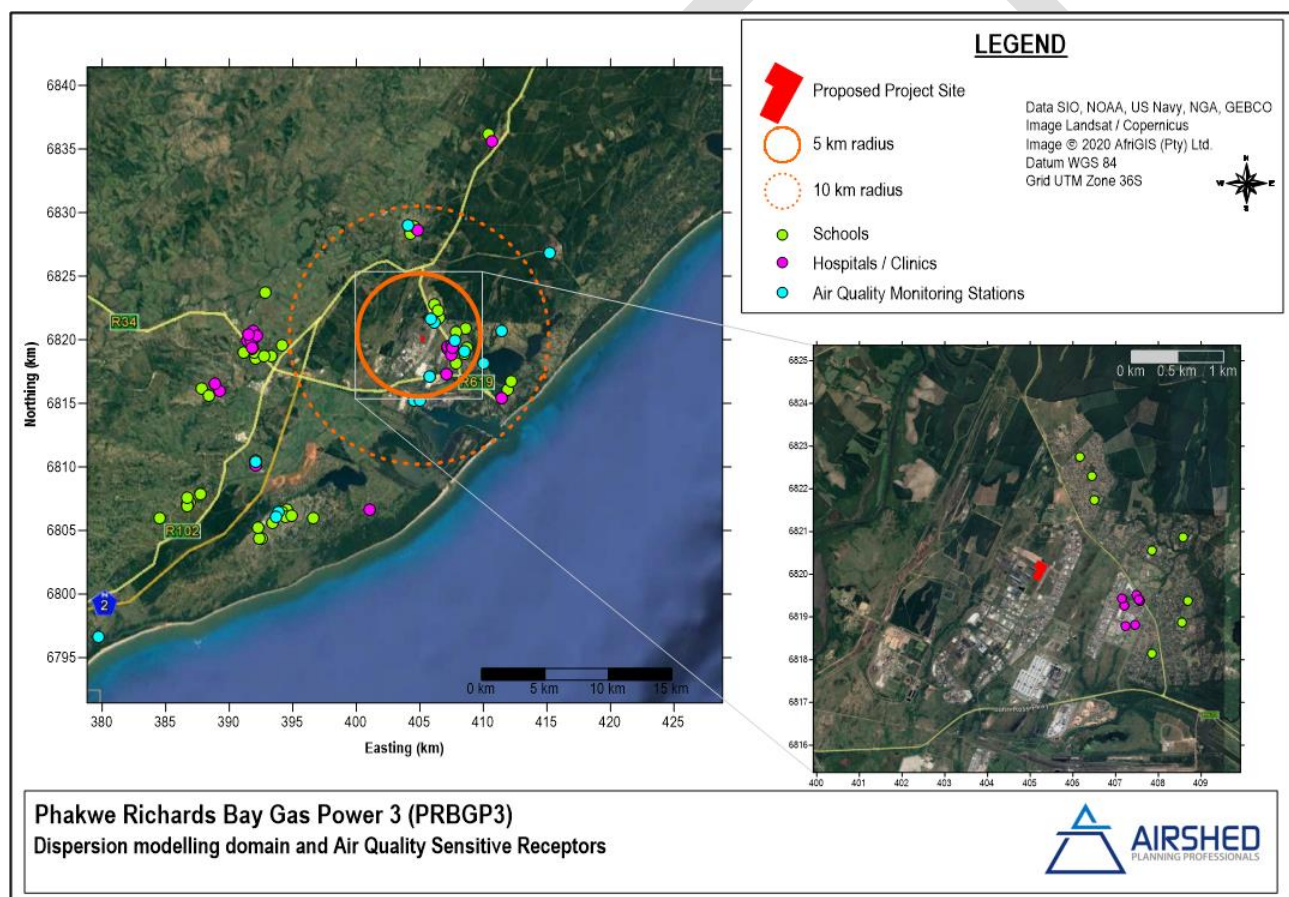 LEGEND
Proposed Project Site
5 km radius
10 km radius
Schools
Hospitals / Clinics
Air Quality Monitoring Stations
Data SIO, NOAA, US Navy, NGA, GEBCO
Image Landsat / Copernicus
Image © 2020 AfriGIS (Pty) Ltd.
Datum WGS 84
Grid UTM Zone 36S
N
W E
S
Northing (km)
6840
6835
6830
6825
6820
6815
6810
6805
6800
6795
R34
R619
R102
N
2
0 km 5 km 10 km 15 km
380 385 390 395 400 405 410 415 420 425
Easting (km)
0 km 0.5 km 1 km
6825
6824
6823
6822
6821
6820
6819
6818
6817
6816
400 401 402 403 404 405 406 407 408 409
Phakwe Richards Bay Gas Power 3 (PRBGP3)
Dispersion modelling domain and Air Quality Sensitive Receptors
AIRSHED
PLANNING PROFESSIONALS